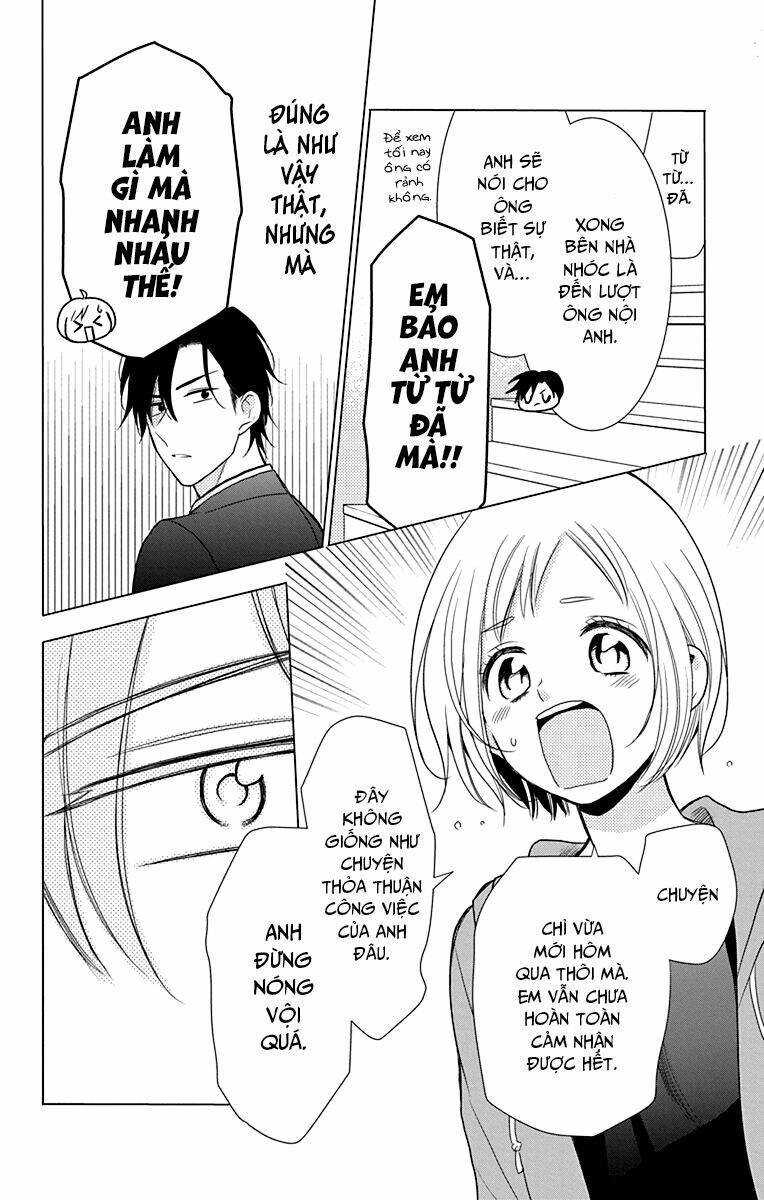 TỪ
TỪ...
ĐÃ.
XONG
BÊN NHÀ
NHÓC LÀ
ĐẾN LƯỢT
ÔNG NỘI
ANH.
ANH SẼ
NÓI CHO
ÔNG
BIẾT SỰ
THẬT,
VÀ...
Để xem
tối nay
ông có
rảnh
không.
EM
BẢO
ANH
TỪ TỪ
ĐÃ
MÀ!!
ĐÚNG
LÀ NHƯ
VẬY
THẬT,
NHƯNG
MÀ
ANH
LÀM
GÌ MÀ
NHANH
NHẢU
THẾ!
CHUYỆN
CHỈ VỪA
MỚI HÔM
QUA THÔI MÀ.
EM VẪN CHƯA
HOÀN TOÀN
CẢM NHẬN
ĐƯỢC HẾT.
ĐÂY
KHÔNG
GIỐNG NHƯ
CHUYỆN
THỎA THUẬN
CÔNG VIỆC
CỦA ANH
ĐÂU.
ANH
ĐỪNG
NÓNG
VỘI
QUÁ.